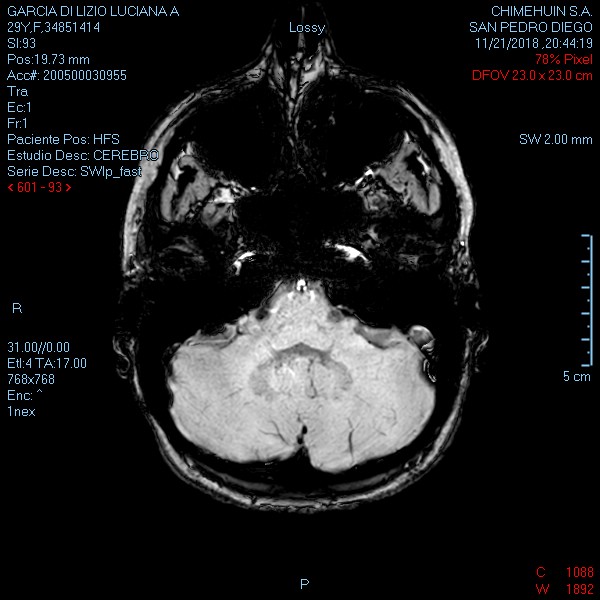 GARCIA DI LIZIO LUCIANA A
29Y,F,34851414
Sl:93
Pos:19.73 mm
Acc#: 200500030955
Tra
Ec:1
Fr:1
Paciente Pos: HFS
Estudio Desc: CEREBRO
Serie Desc: SWIp_fast
< 601 - 93 >
Lossy
CHIMEHUIN S.A.
SAN PEDRO DIEGO
11/21/2018 ,20:44:19
78% Pixel
DFOV 23.0 x 23.0 cm
SW 2.00 mm
R
31.00//0.00
Etl:4 TA:17.00
768x768
Enc: ^
1nex
5 cm
P
C 1088
W 1892